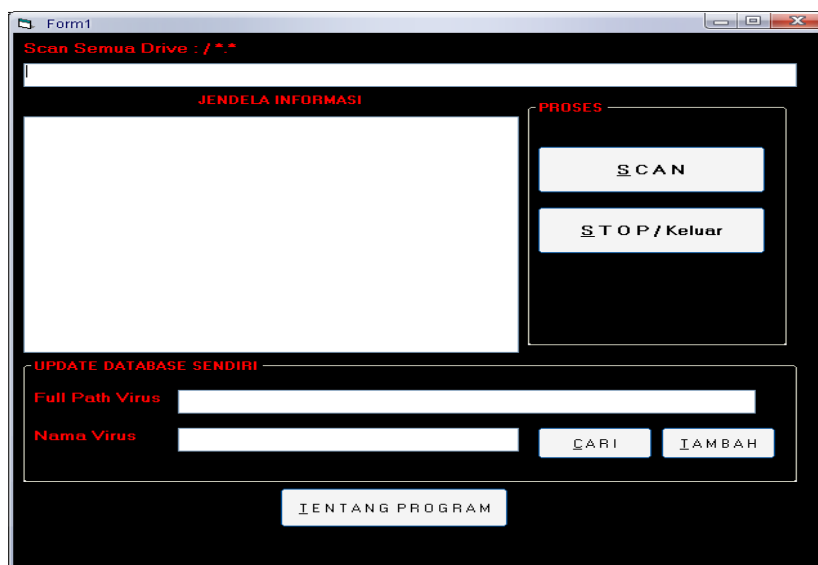 Form1
Scan Semua Drive : / *.*
JENDELA INFORMASI
PROSES
SCAN
STOP/Keluar
UPDATE DATABASE SENDIRI
Full Path Virus
Nama Virus
CARI
TAMBAH
TENTANG PROGRAM